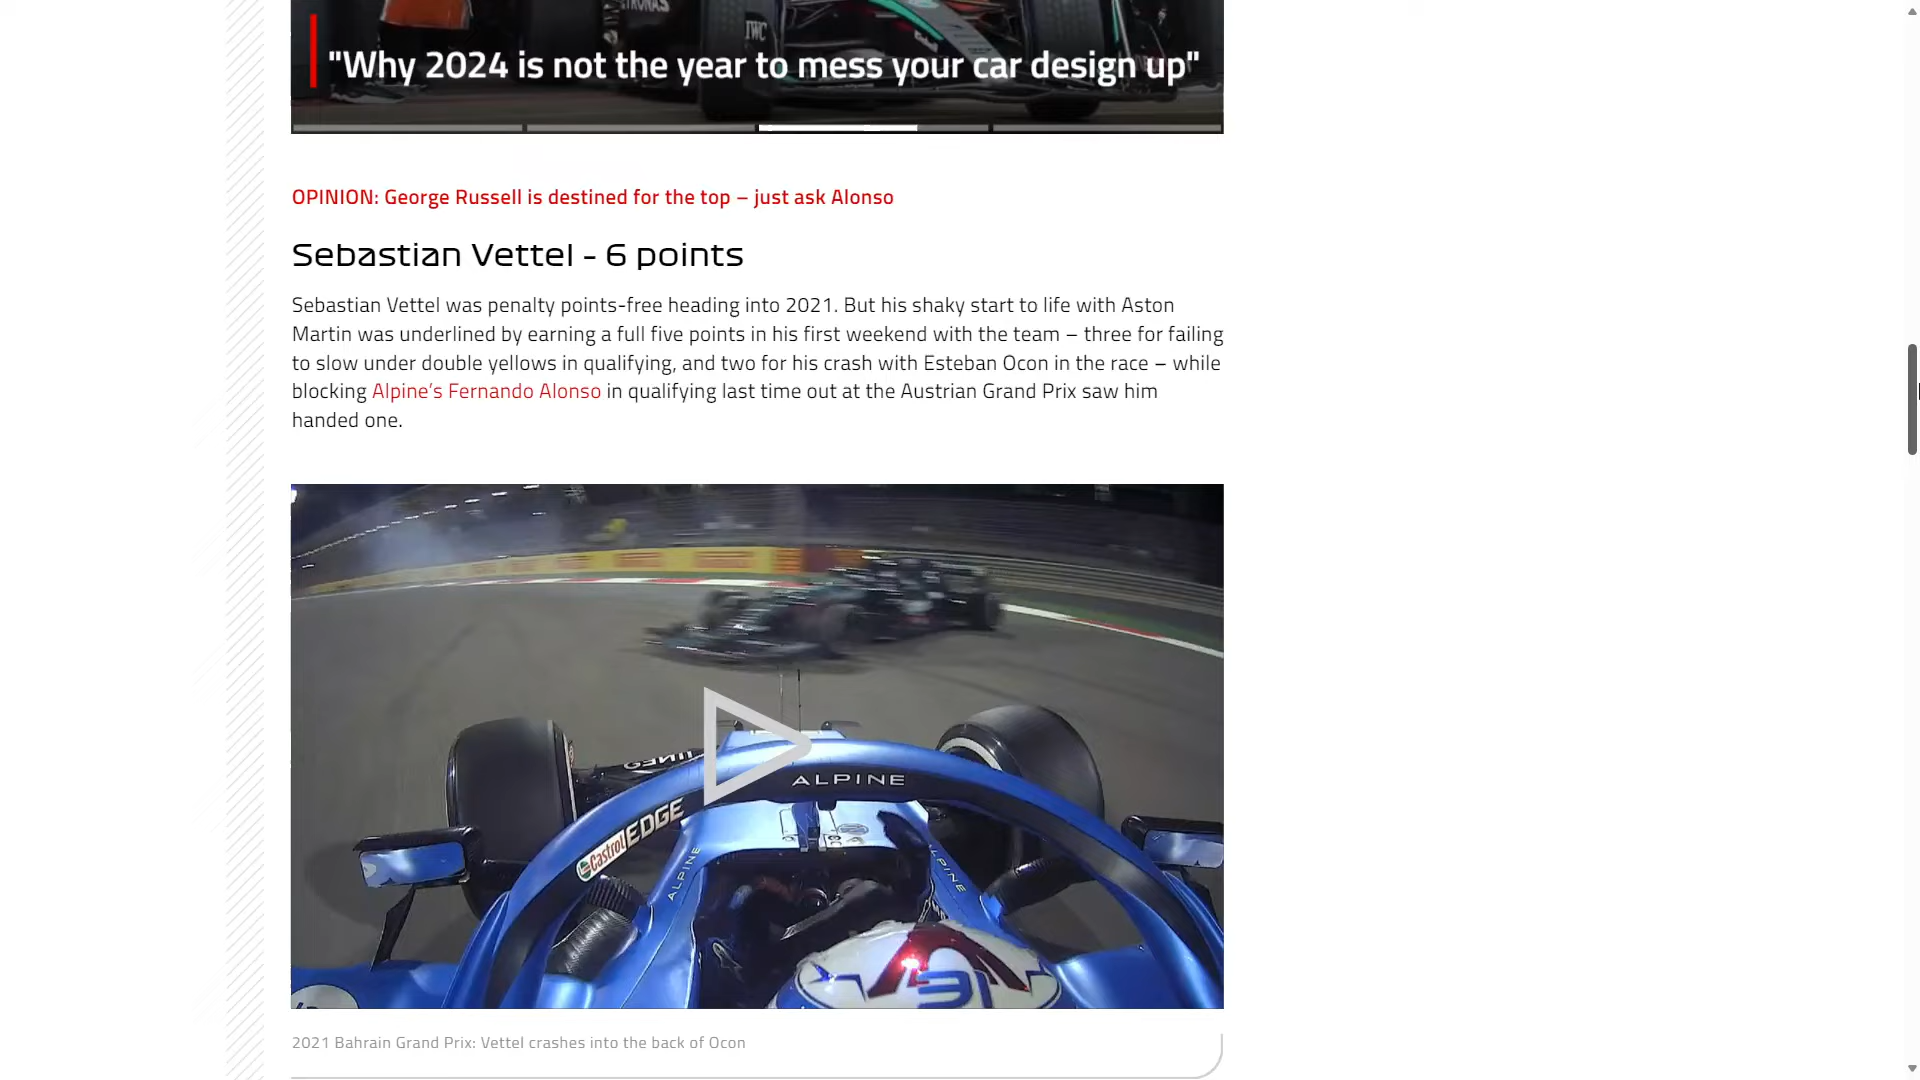 TRONAS
IWC
"Why 2024 is not the year to mess your car design up"
OPINION: George Russell is destined for the top – just ask Alonso
Sebastian Vettel - 6 points
Sebastian Vettel was penalty points-free heading into 2021. But his shaky start to life with Aston
Martin was underlined by earning a full five points in his first weekend with the team – three for failing
to slow under double yellows in qualifying, and two for his crash with Esteban Ocon in the race – while
blocking Alpine’s Fernando Alonso in qualifying last time out at the Austrian Grand Prix saw him
handed one.
ALPINE
Castrol EDGE
ALPINE
ALPINE
31
2021 Bahrain Grand Prix: Vettel crashes into the back of Ocon